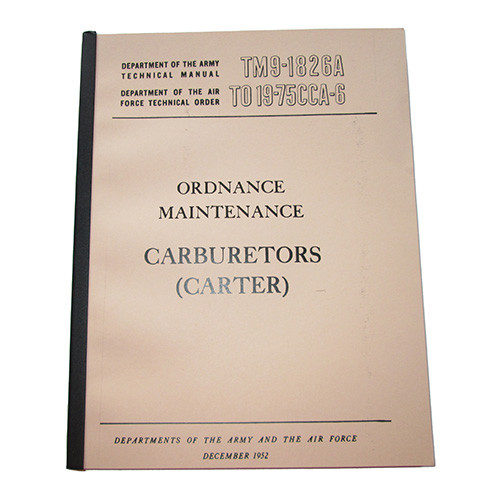 DEPARTMENT OF THE ARMY
TECHNICAL MANUAL
TM9-1826A
DEPARTMENT OF THE AIR
FORCE TECHNICAL ORDER
TO 19-75CCA-6
ORDNANCE
MAINTENANCE
CARBURETORS
(CARTER)
DEPARTMENTS OF THE ARMY AND THE AIR FORCE
DECEMBER 1952